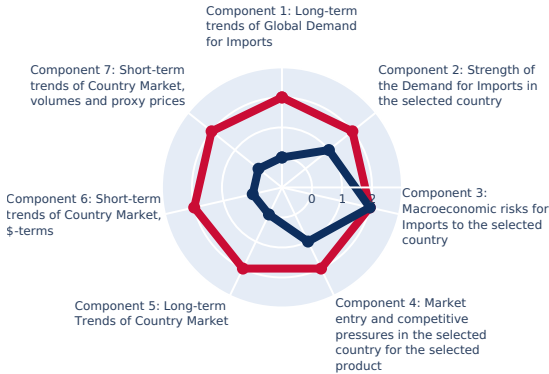 Component 1: Long-term
trends of Global Demand
for Imports
Component 7: Short-term
trends of Country Market,
volumes and proxy prices
Component 2: Strength of
the Demand for Imports in
the selected country
0 1 2
Component 6: Short-term
trends of Country Market,
$-terms
Component 3:
Macroeconomic risks for
Imports to the selected
country
Component 5: Long-term
Trends of Country Market
Component 4: Market
entry and competitive
pressures in the selected
country for the selected
product